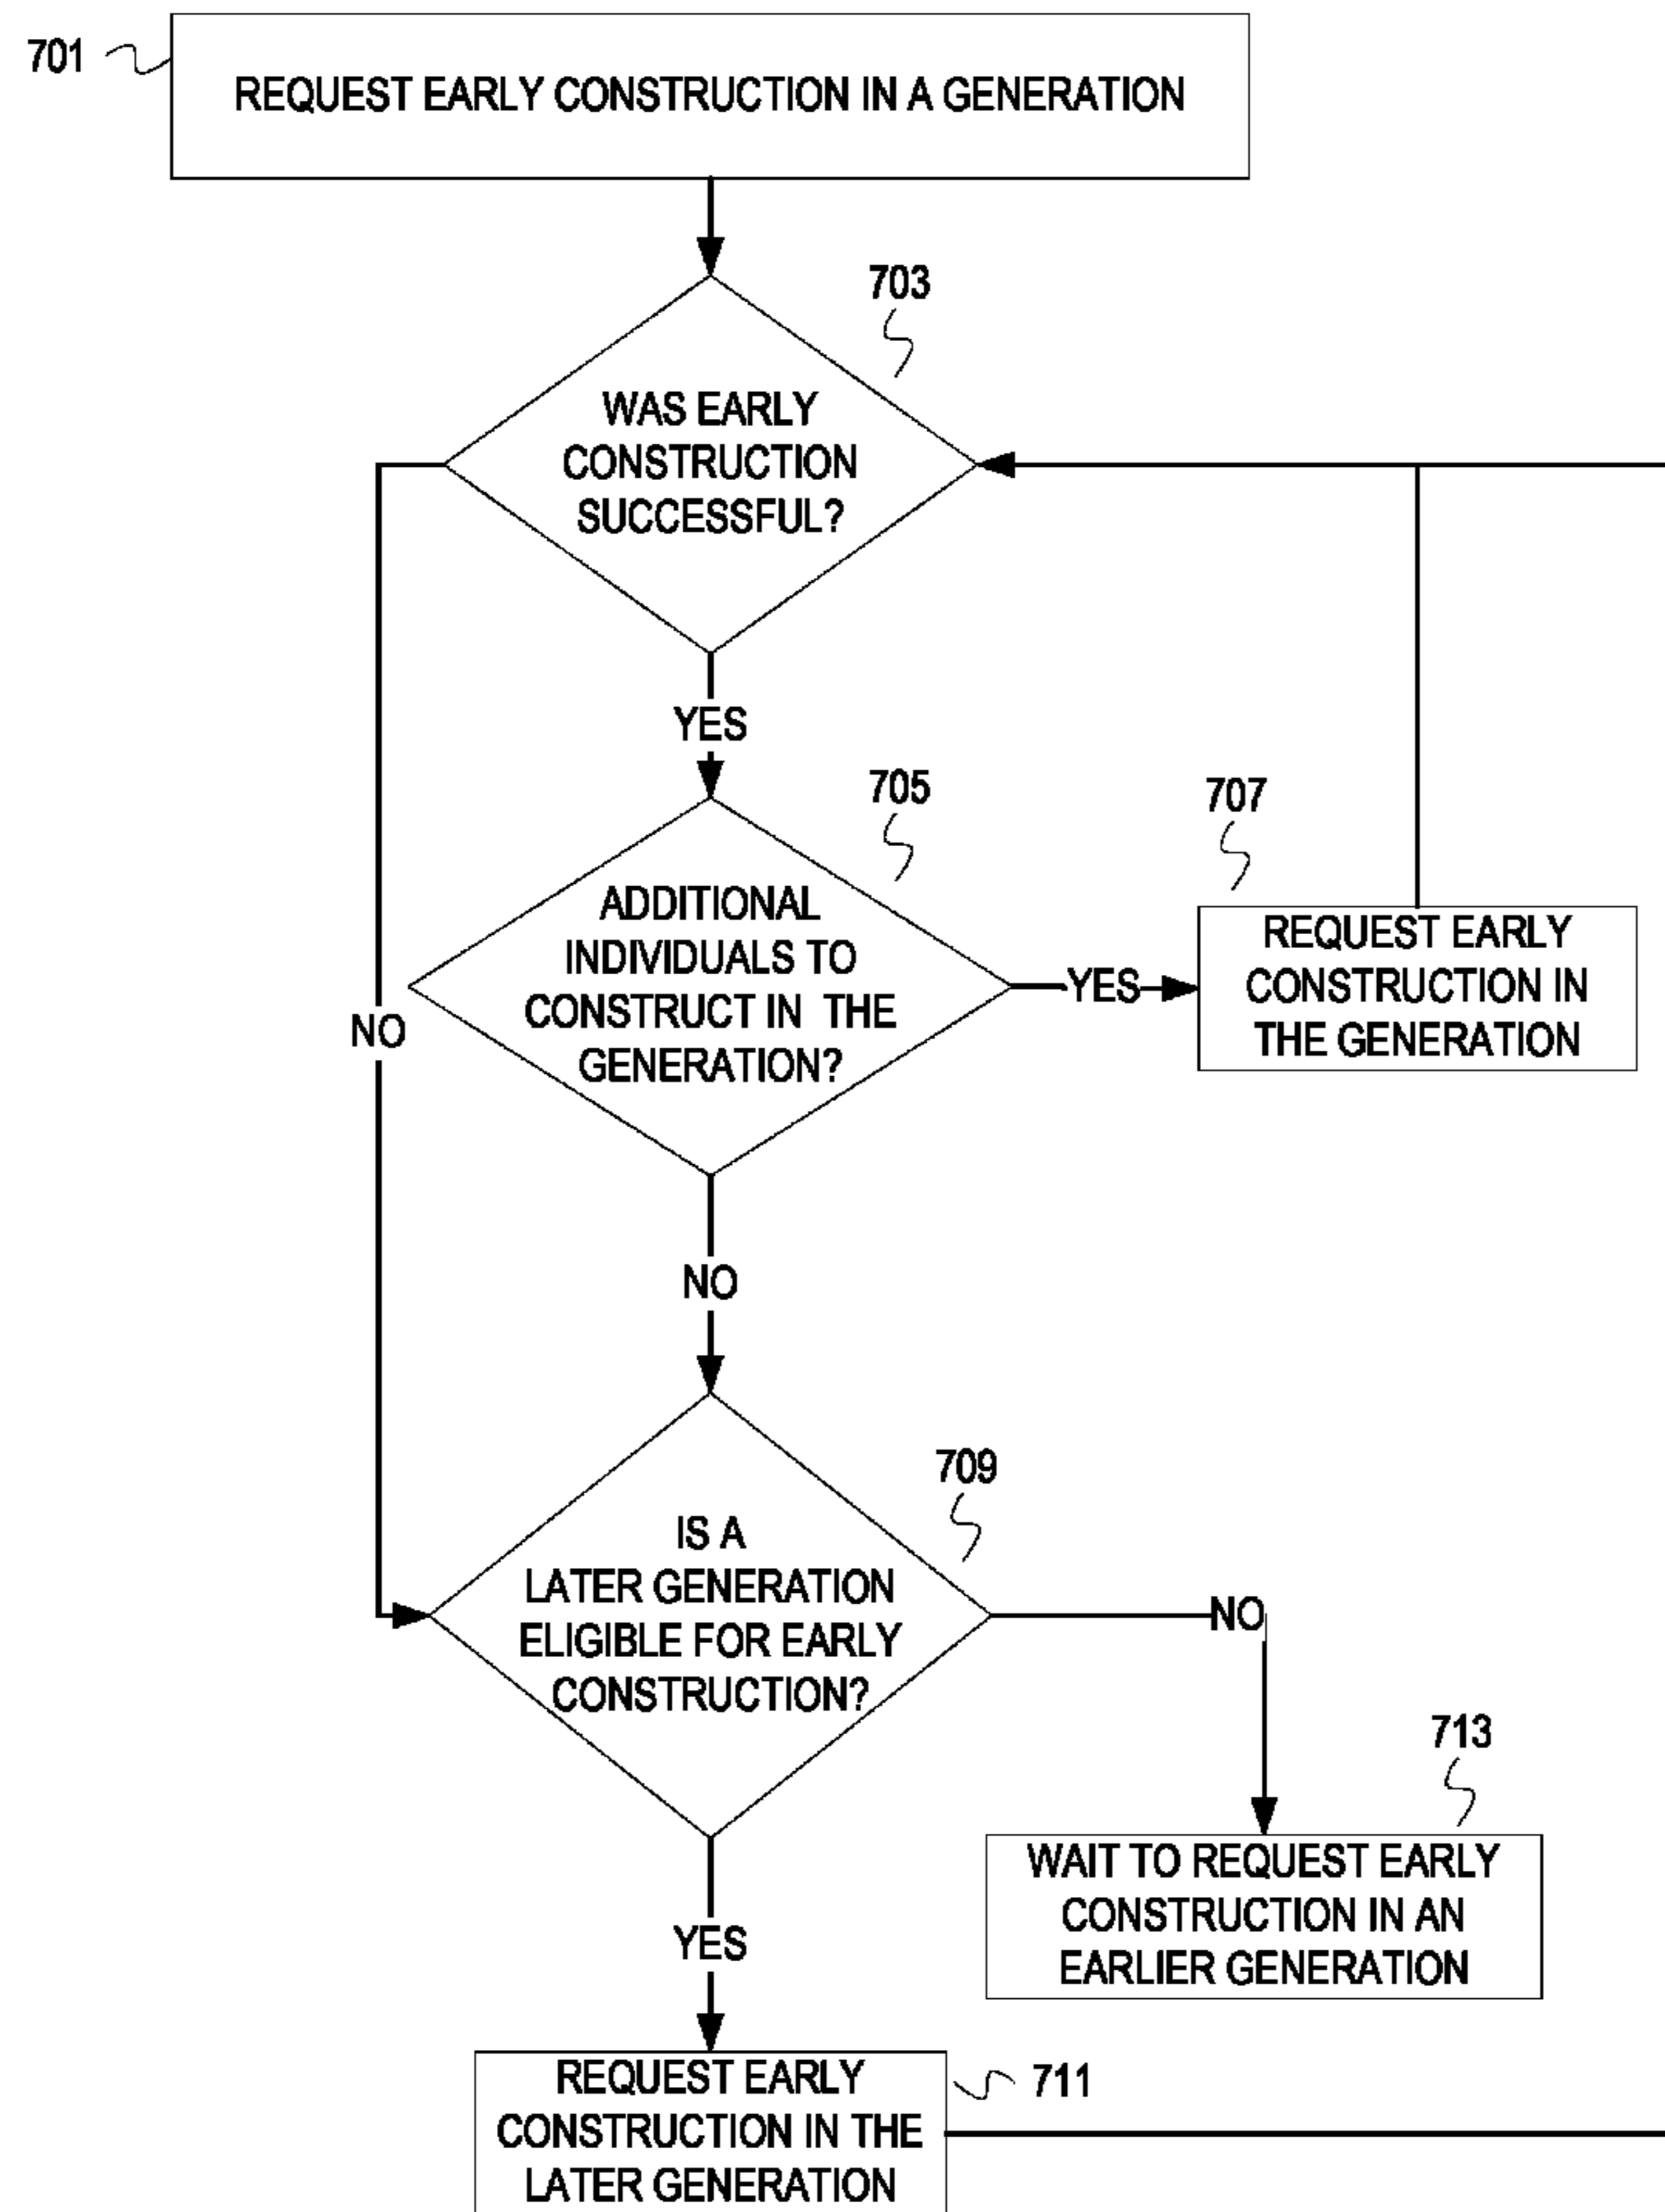 701
REQUEST EARLY CONSTRUCTION IN A GENERATION
703
WAS EARLY
CONSTRUCTION
SUCCESSFUL?
YES
705
707
ADDITIONAL
INDIVIDUALS TO
CONSTRUCT IN THE
GENERATION?
YES
REQUEST EARLY
CONSTRUCTION IN
THE GENERATION
NO
NO
709
IS A
LATER GENERATION
ELIGIBLE FOR EARLY
CONSTRUCTION?
NO
713
WAIT TO REQUEST EARLY
CONSTRUCTION IN AN
EARLIER GENERATION
YES
711
REQUEST EARLY
CONSTRUCTION IN THE
LATER GENERATION